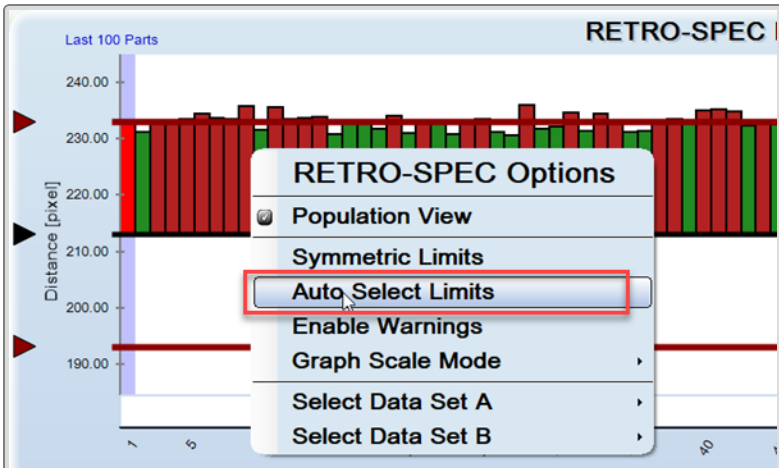 RETRO-SPEC
Last 100 Parts
240.00
230.00
220.00
210.00
200.00
190.00
Distance [pixel]
1
5
40
RETRO-SPEC Options
Population View
Symmetric Limits
Auto Select Limits
Enable Warnings
Graph Scale Mode
Select Data Set A
Select Data Set B